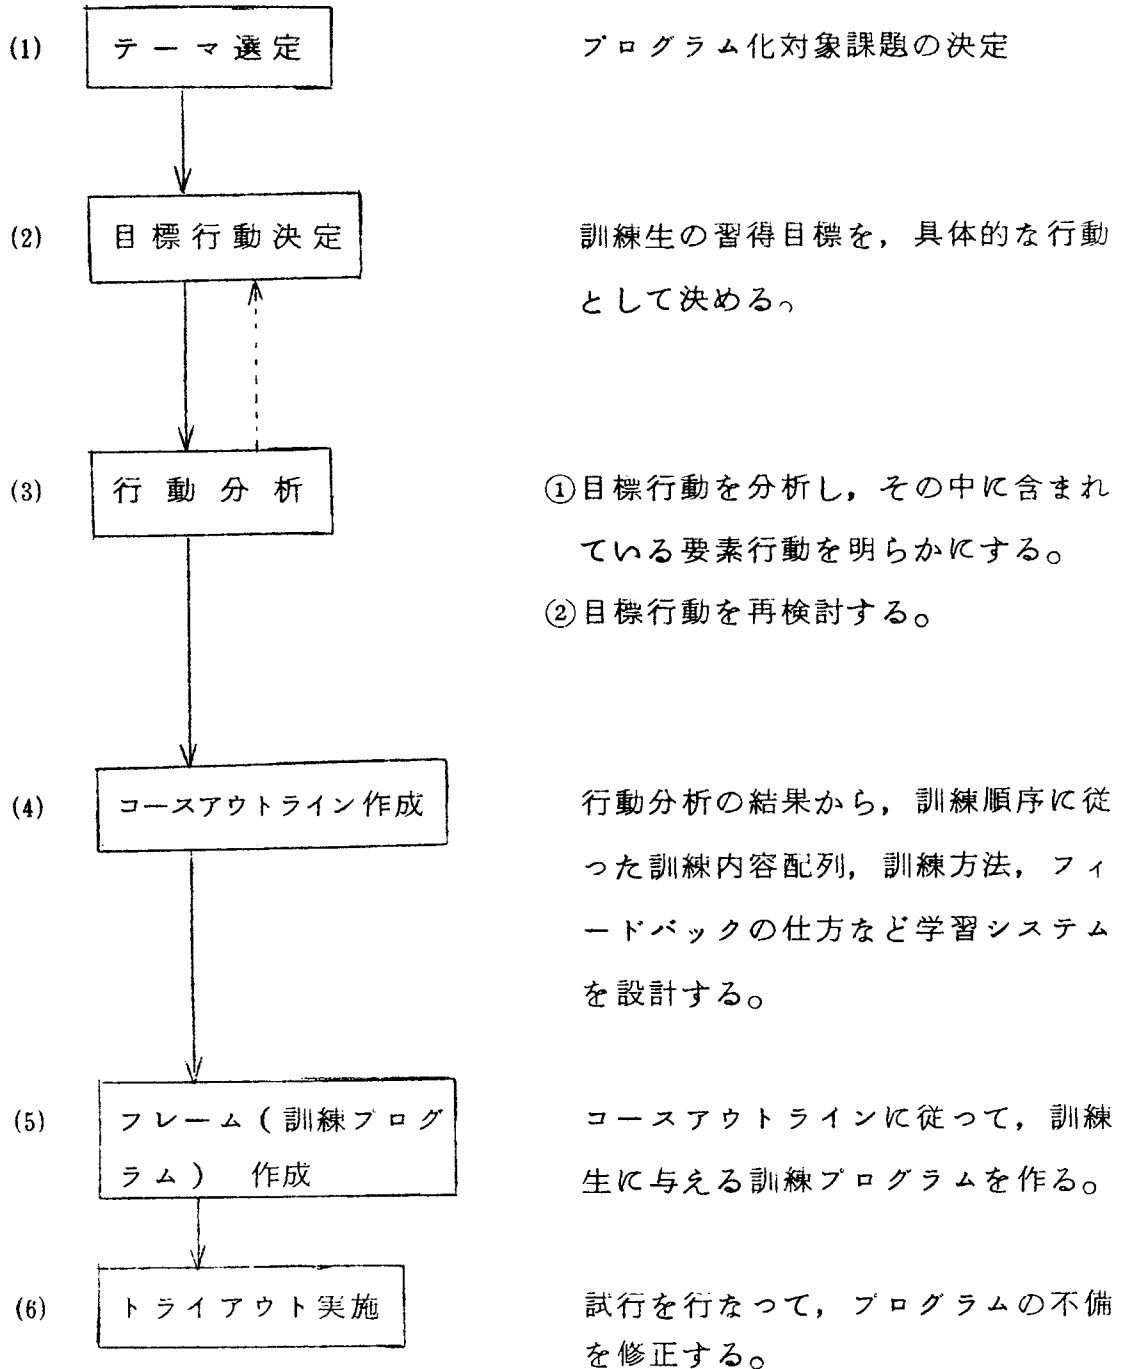 (1) テーマ選定 プログラム化対象課題の決定
(2) 目標行動決定 訓練生の習得目標を，具体的な行動
として決める。
(3) 行動分析 ①目標行動を分析し，その中に含まれ
ている要素行動を明らかにする。
②目標行動を再検討する。
(4) コースアウトライン作成 行動分析の結果から，訓練順序に従
った訓練内容配列，訓練方法，フィ
ードバックの仕方など学習システム
を設計する。
(5) フレーム（訓練プログ コースアウトラインに従つて，訓練
ラム） 作成 生に与える訓練プログラムを作る。
(6) トライアウト実施 試行を行なつて，プログラムの不備
を修正する。